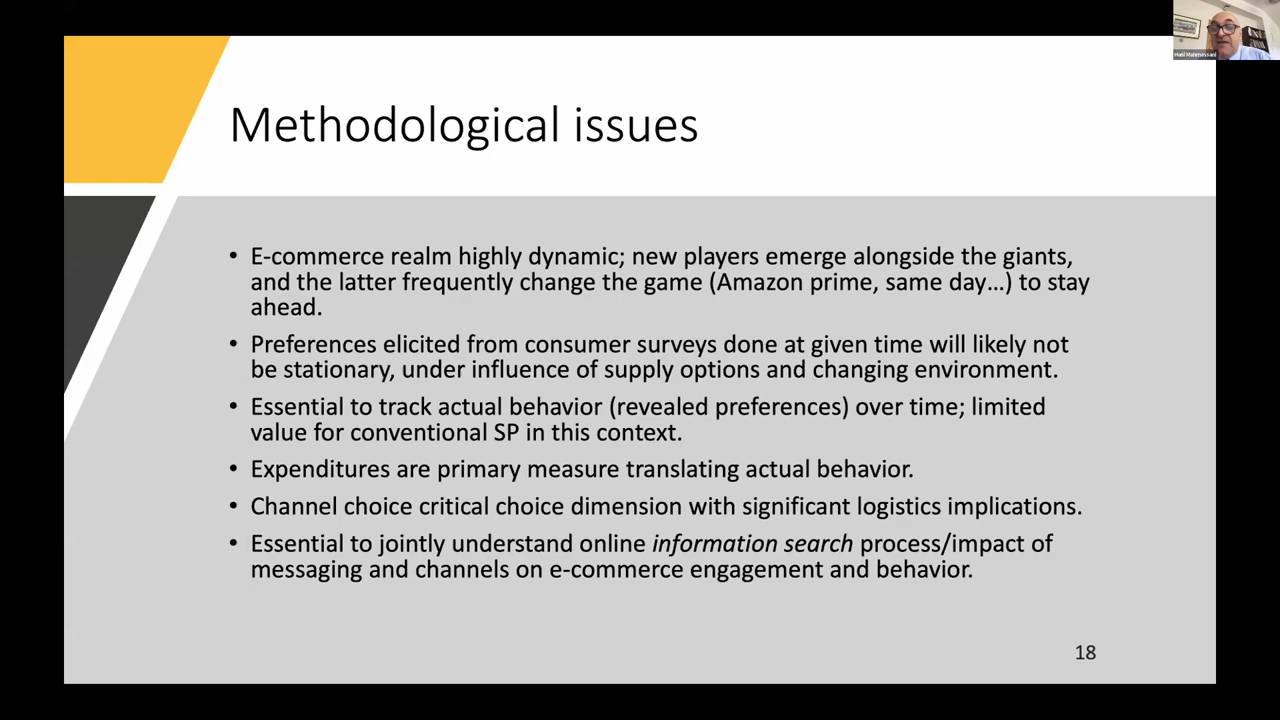 Hani Mahmassani
Methodological issues
• E-commerce realm highly dynamic; new players emerge alongside the giants,
and the latter frequently change the game (Amazon prime, same day…) to stay
ahead.
• Preferences elicited from consumer surveys done at given time will likely not
be stationary, under influence of supply options and changing environment.
• Essential to track actual behavior (revealed preferences) over time; limited
value for conventional SP in this context.
• Expenditures are primary measure translating actual behavior.
• Channel choice critical choice dimension with significant logistics implications.
• Essential to jointly understand online information search process/impact of
messaging and channels on e-commerce engagement and behavior.
18